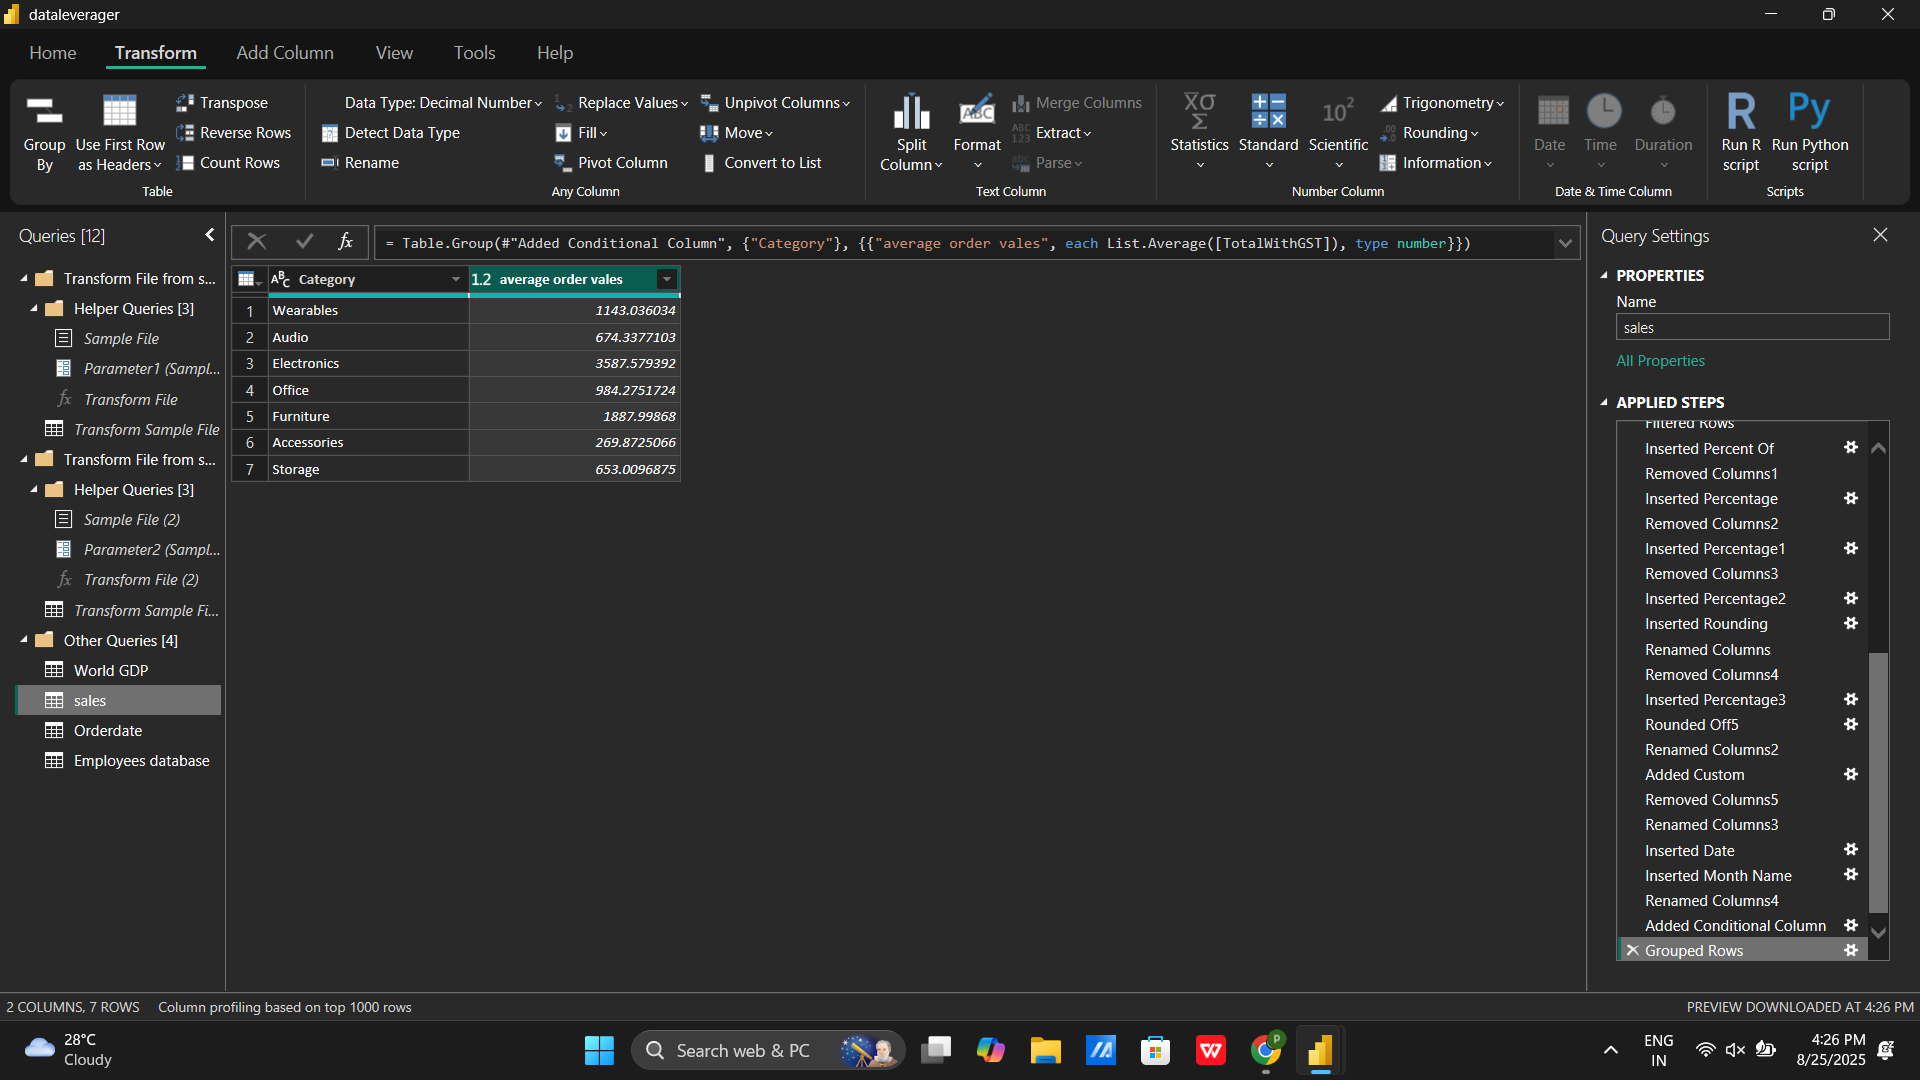 dataleverager
Home
Transform
Add Column
View
Tools
Help
Group By
Use First Row as Headers
Transpose
Reverse Rows
Count Rows
Table
Data Type: Decimal Number
Detect Data Type
Rename
Replace Values
Fill
Pivot Column
Unpivot Columns
Move
Convert to List
Any Column
Split Column
Format
Merge Columns
Extract
Parse
Text Column
Statistics
Standard
Scientific
Trigonometry
Rounding
Information
Number Column
Date
Time
Duration
Date & Time Column
Run R script
Run Python script
Scripts
Queries [12]
Transform File from s...
Helper Queries [3]
Sample File
Parameter1 (Sampl...
Transform File
Transform Sample File
Transform File from s...
Helper Queries [3]
Sample File (2)
Parameter2 (Sampl...
Transform File (2)
Transform Sample Fi...
Other Queries [4]
World GDP
sales
Orderdate
Employees database
= Table.Group(#"Added Conditional Column", {"Category"}, {{"average order vales", each List.Average([TotalWithGST]), type number}})
Category
1.2 average order vales
1 Wearables 1143.036034
2 Audio 674.3377103
3 Electronics 3587.579392
4 Office 984.2751724
5 Furniture 1887.99868
6 Accessories 269.8725066
7 Storage 653.0096875
Query Settings
PROPERTIES
Name
sales
All Properties
APPLIED STEPS
Filtered Rows
Inserted Percent Of
Removed Columns1
Inserted Percentage
Removed Columns2
Inserted Percentage1
Removed Columns3
Inserted Percentage2
Inserted Rounding
Renamed Columns
Removed Columns4
Inserted Percentage3
Rounded Off5
Renamed Columns2
Added Custom
Removed Columns5
Renamed Columns3
Inserted Date
Inserted Month Name
Renamed Columns4
Added Conditional Column
Grouped Rows
2 COLUMNS, 7 ROWS
Column profiling based on top 1000 rows
PREVIEW DOWNLOADED AT 4:26 PM
28°C
Cloudy
Search web & PC
ENG
IN
4:26 PM
8/25/2025